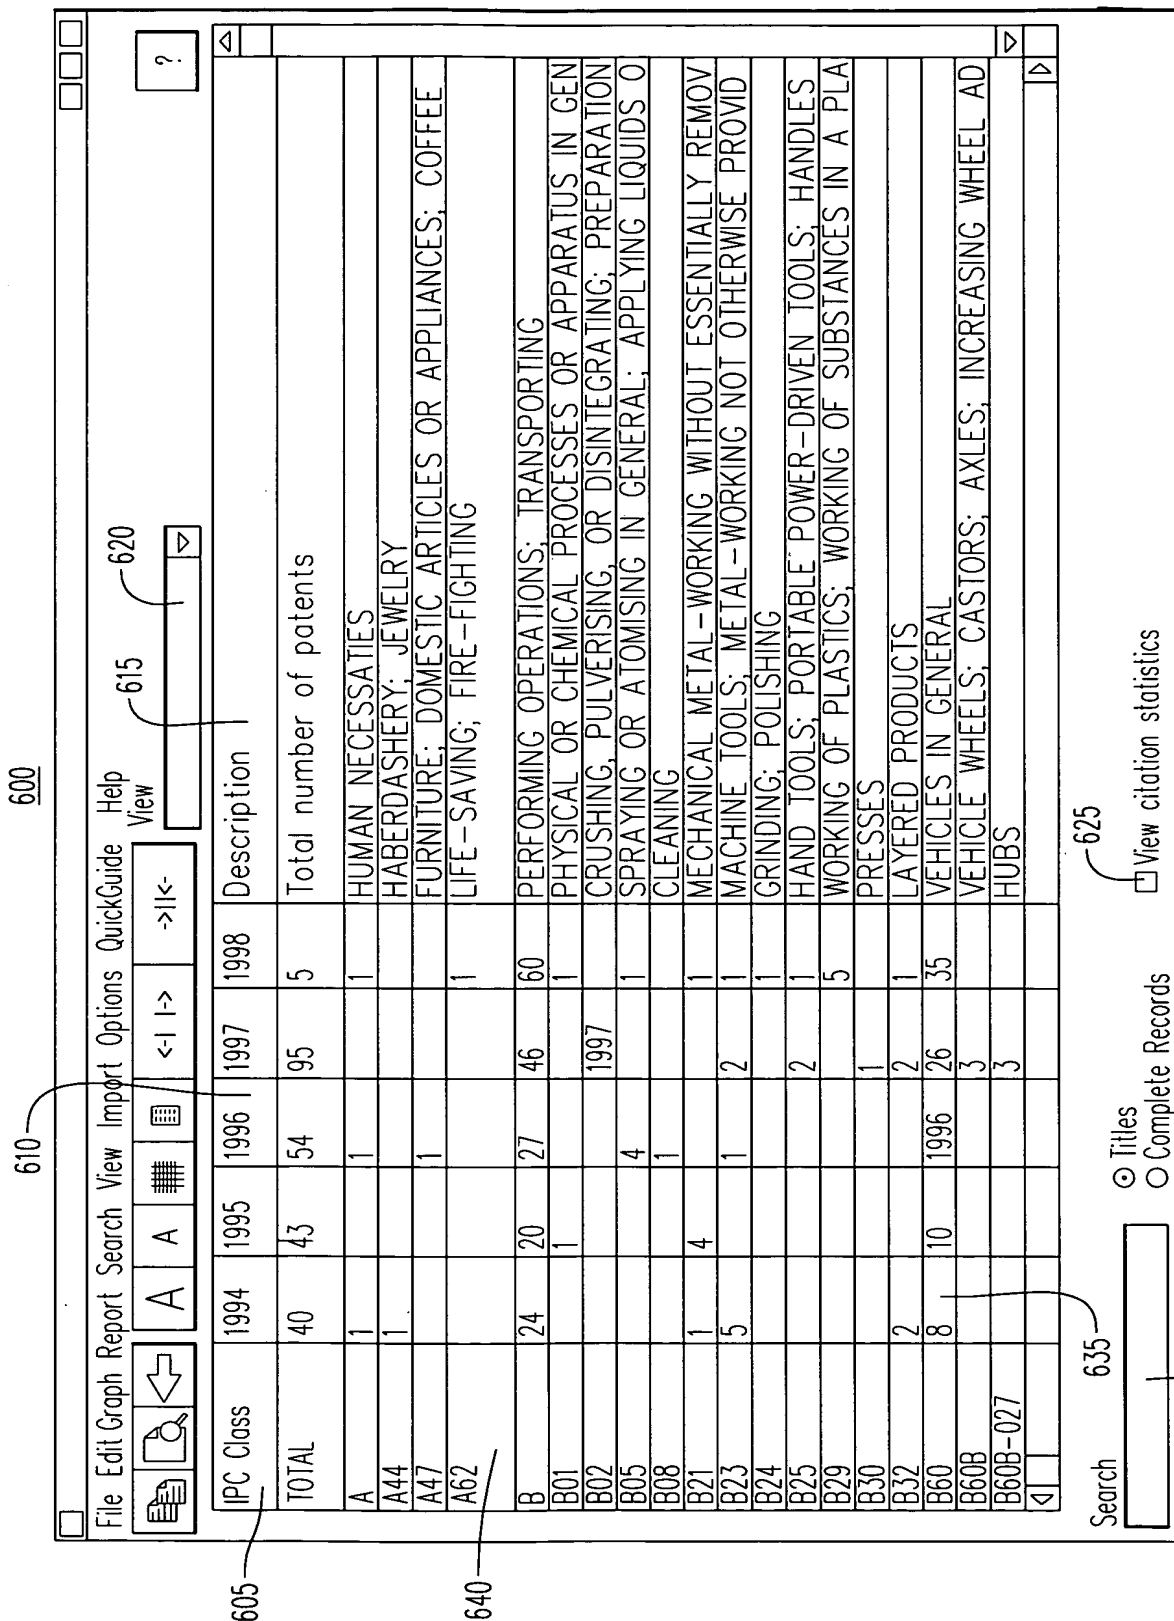 600
File Edit Graph Report Search View Import Options QuickGuide Help
View
A A <-I I-> ->II<- ?
610
615
620
605
IPC Class 1994 1995 1996 1997 1998 Description
TOTAL 40 43 54 95 5 Total number of patents
A 1 1 1 HUMAN NECESSATIES
A44 1 HABERDASHERY; JEWELRY
A47 1 FURNITURE; DOMESTIC ARTICLES OR APPLIANCES; COFFEE
A62 1 LIFE-SAVING; FIRE-FIGHTING
640
B 24 20 27 46 60 PERFORMING OPERATIONS; TRANSPORTING
B01 1 1 PHYSICAL OR CHEMICAL PROCESSES OR APPARATUS IN GEN
B02 1997 CRUSHING, PULVERISING, OR DISINTEGRATING; PREPARATION
B05 4 1 SPRAYING OR ATOMISING IN GENERAL; APPLYING LIQUIDS O
B08 1 CLEANING
B21 1 4 1 MECHANICAL METAL-WORKING WITHOUT ESSENTIALLY REMOV
B23 5 1 2 1 MACHINE TOOLS; METAL-WORKING NOT OTHERWISE PROVID
B24 1 GRINDING; POLISHING
B25 2 1 HAND TOOLS; PORTABLE POWER-DRIVEN TOOLS; HANDLES
B29 5 WORKING OF PLASTICS; WORKING OF SUBSTANCES IN A PLA
B30 1 PRESSES
B32 2 2 1 LAYERED PRODUCTS
B60 8 10 1996 26 35 VEHICLES IN GENERAL
B60B 3 VEHICLE WHEELS; CASTORS; AXLES; INCREASING WHEEL AD
B60B-027 3 HUBS
635
625
Search
Titles
Complete Records
View citation statistics